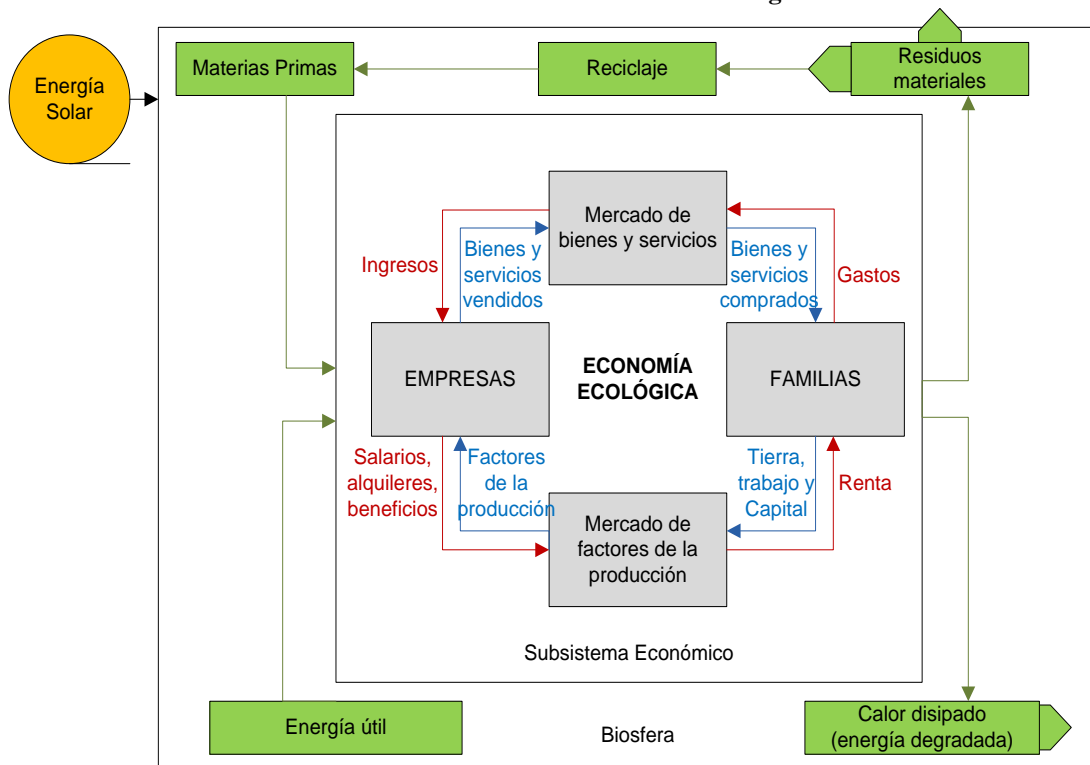 Materias Primas
Reciclaje
Residuos
materiales
Energía
Solar
Mercado de
bienes y servicios
Ingresos
Bienes y
servicios
vendidos
Bienes y
servicios
comprados
Gastos
EMPRESAS
ECONOMÍA
ECOLÓGICA
FAMILIAS
Salarios,
alquileres,
beneficios
Factores
de la
producción
Tierra,
trabajo y
Capital
Renta
Mercado de
factores de la
producción
Subsistema Económico
Energía útil
Biosfera
Calor disipado
(energía degradada)